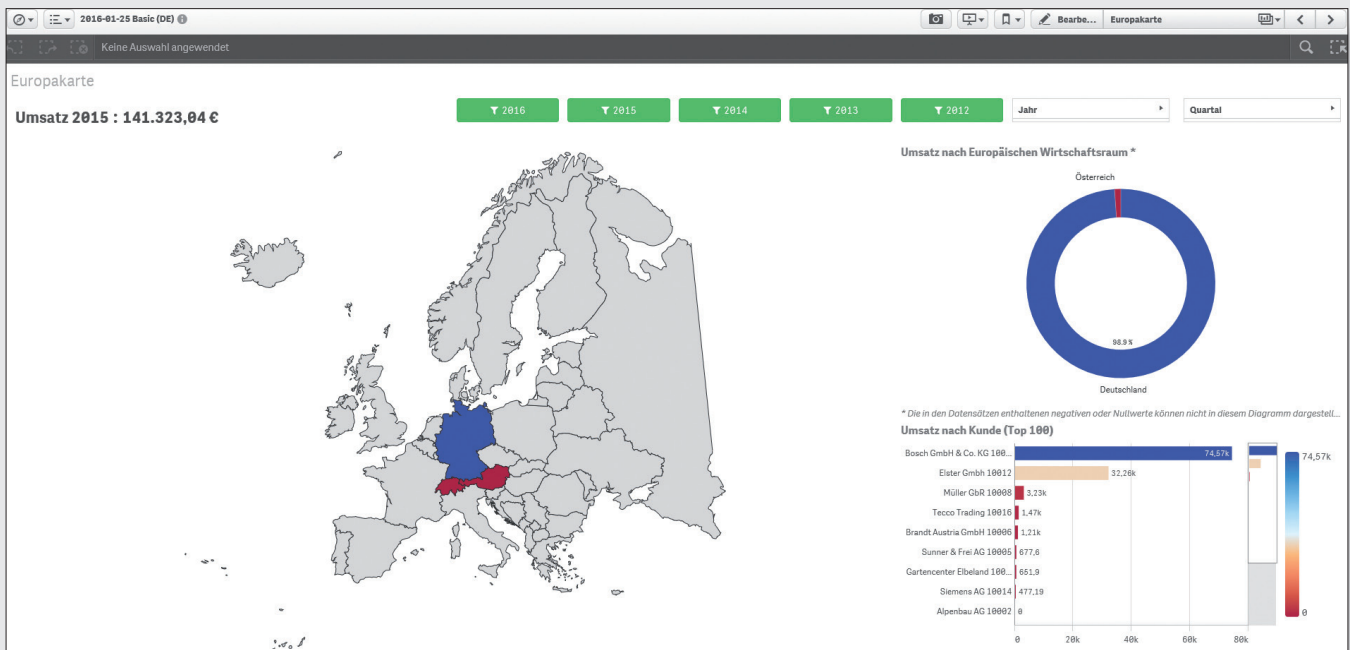 2016-01-25 Basic (DE)
Bearbe...
Europakarte
Keine Auswahl angewendet
Europakarte
Umsatz 2015 : 141.323,04 €
2016
2015
2014
2013
2012
Jahr
Quartal
Umsatz nach Europäischen Wirtschaftsraum *
Österreich
98.9 %
Deutschland
* Die in den Datensätzen enthaltenen negativen oder Nullwerte können nicht in diesem Diagramm dargestell...
Umsatz nach Kunde (Top 100)
Bosch GmbH & Co. KG 100... 74,57k
Elster Gmbh 10012 32,26k
Müller GbR 10008 3,23k
Tecco Trading 10016 1,47k
Brandt Austria GmbH 10006 1,21k
Sunner & Frei AG 10005 677,6
Gartencenter Elbeland 100... 651,9
Siemens AG 10014 477,19
Alpenbau AG 10002 0
0 20k 40k 60k 80k
74,57k
0